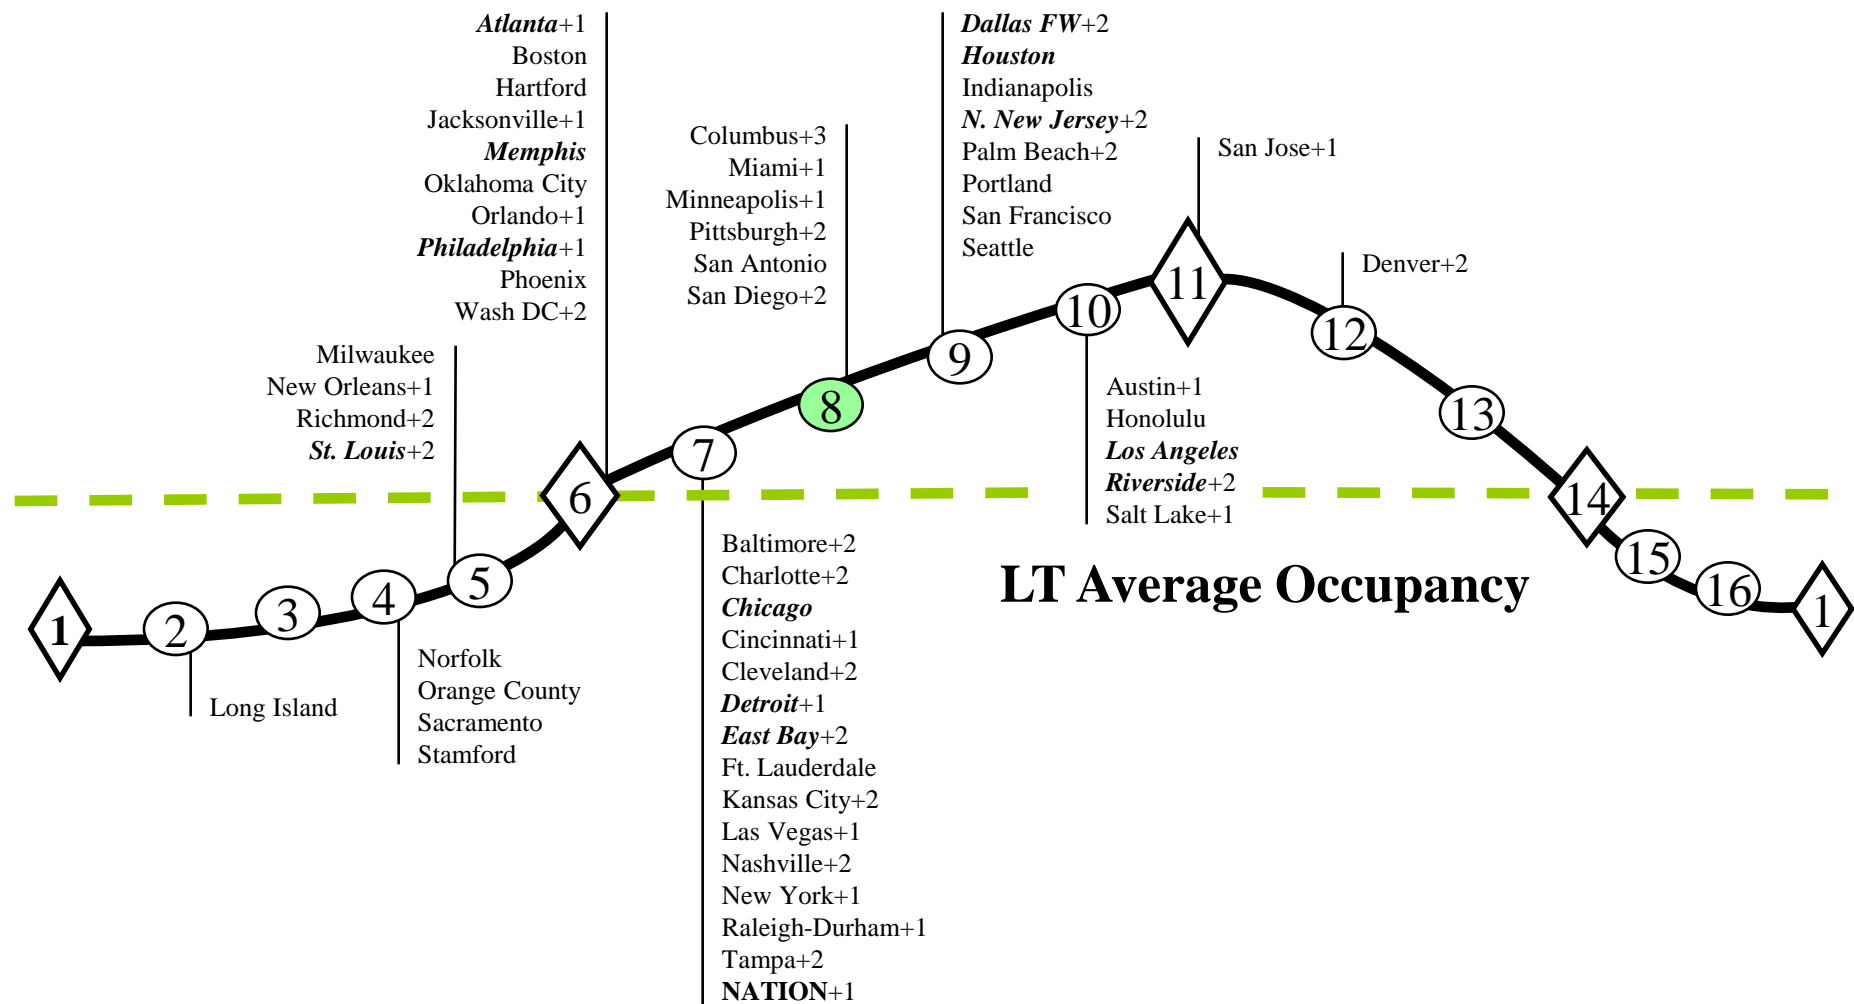 Atlanta+1
Boston
Hartford
Jacksonville+1
Memphis
Oklahoma City
Orlando+1
Philadelphia+1
Phoenix
Wash DC+2
Columbus+3
Miami+1
Minneapolis+1
Pittsburgh+2
San Antonio
San Diego+2
Dallas FW+2
Houston
Indianapolis
N. New Jersey+2
Palm Beach+2
Portland
San Francisco
Seattle
San Jose+1
Denver+2
Milwaukee
New Orleans+1
Richmond+2
St. Louis+2
1
2
3
4
5
6
7
8
9
10
11
12
13
14
15
16
1
Long Island
Norfolk
Orange County
Sacramento
Stamford
Baltimore+2
Charlotte+2
Chicago
Cincinnati+1
Cleveland+2
Detroit+1
East Bay+2
Ft. Lauderdale
Kansas City+2
Las Vegas+1
Nashville+2
New York+1
Raleigh-Durham+1
Tampa+2
NATION+1
Austin+1
Honolulu
Los Angeles
Riverside+2
Salt Lake+1
LT Average Occupancy